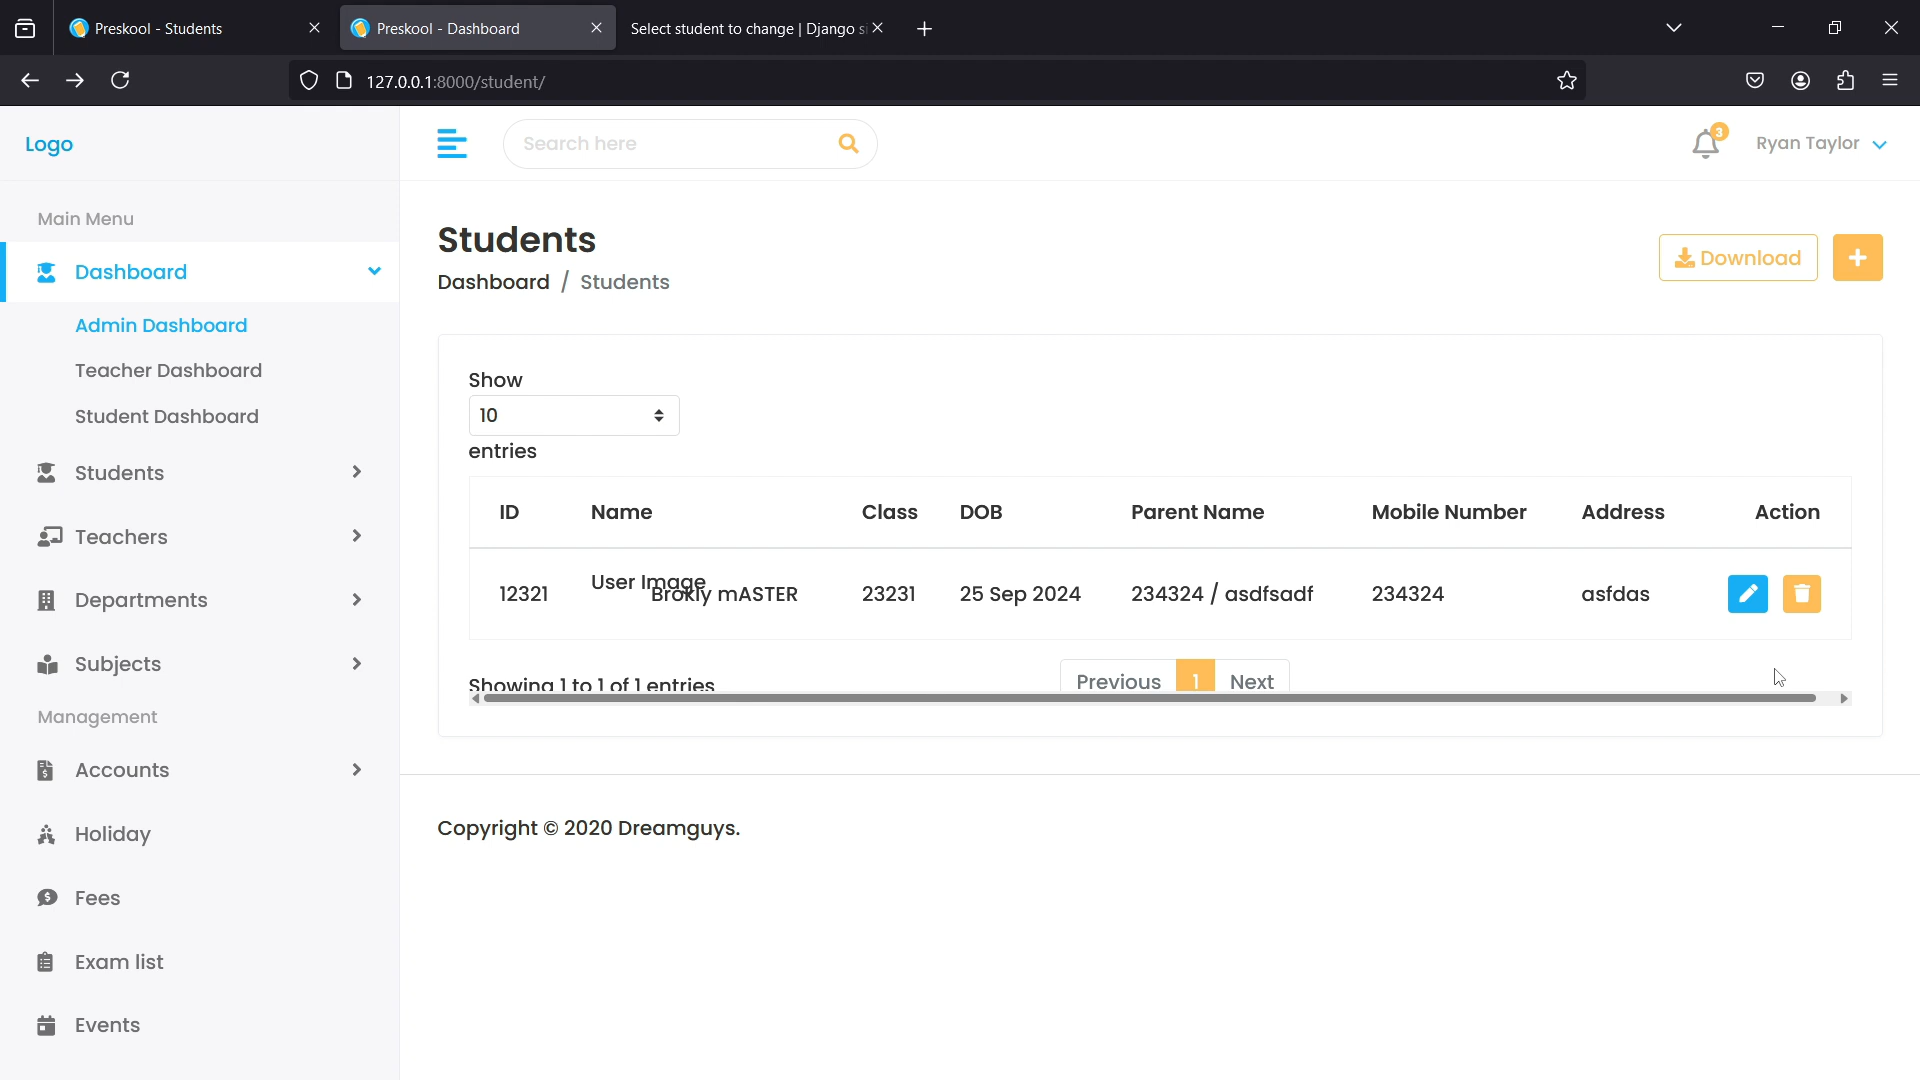 Preskool - Students
Preskool - Dashboard
Select student to change | Django si
127.0.0.1:8000/student/
Logo
Search here
3
Ryan Taylor
Main Menu
Dashboard
Admin Dashboard
Teacher Dashboard
Student Dashboard
Students
Teachers
Departments
Subjects
Management
Accounts
Holiday
Fees
Exam list
Events
Students
Dashboard / Students
Download
Show
10
entries
ID Name Class DOB Parent Name Mobile Number Address Action
12321 User Image Brokly mASTER 23231 25 Sep 2024 234324 / asdfsadf 234324 asfdas
Showing 1 to 1 of 1 entries
Previous 1 Next
Copyright © 2020 Dreamguys.